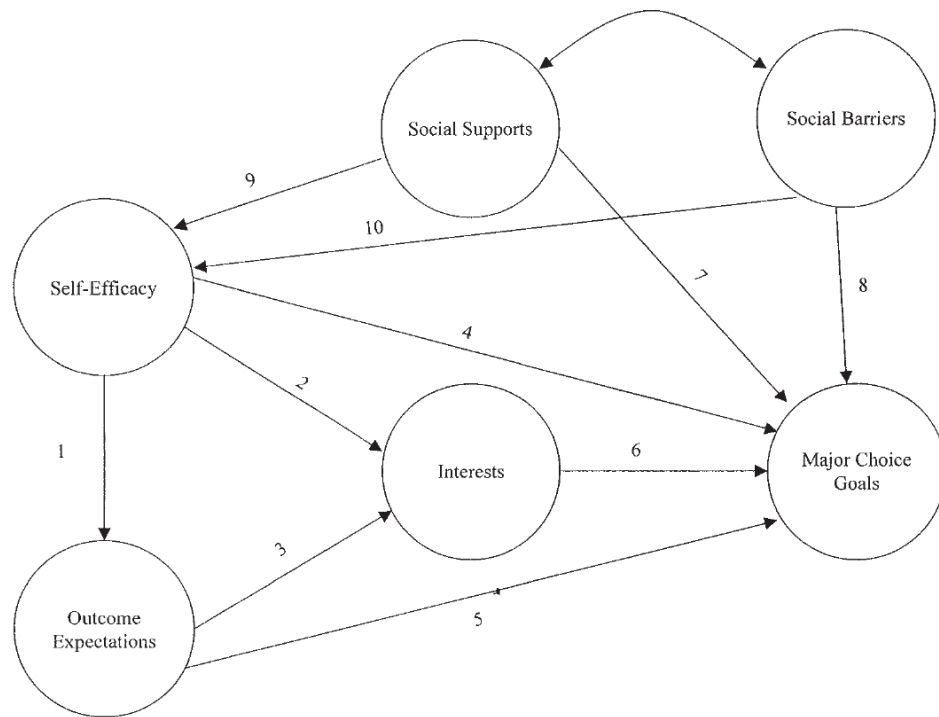 Social Supports
Social Barriers
9
10
Self-Efficacy
7
8
4
2
1
Interests
6
Major Choice
Goals
3
Outcome
Expectations
5